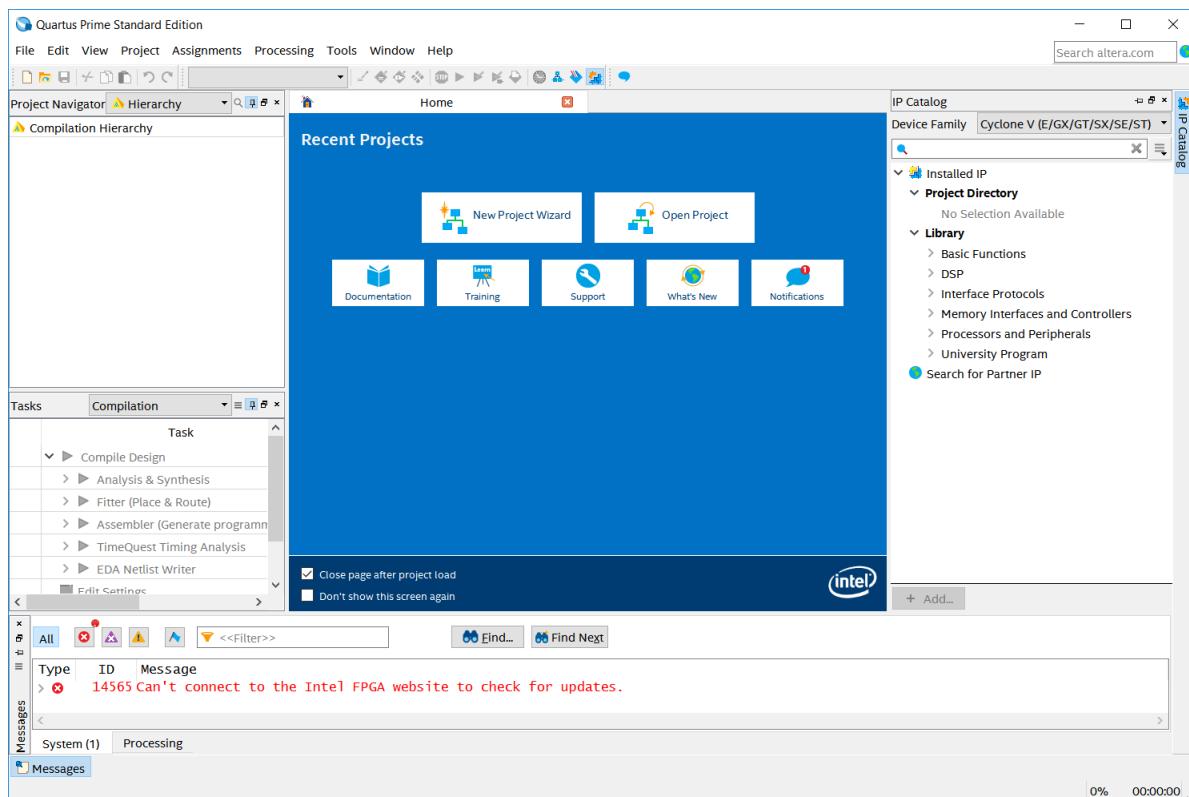 Quartus Prime Standard Edition
File Edit View Project Assignments Processing Tools Window Help
Search altera.com
Project Navigator Hierarchy
Compilation Hierarchy
Home
Recent Projects
New Project Wizard
Open Project
Documentation
Learn
Training
Support
What's New
1
Notifications
Close page after project load
Don't show this screen again
intel
IP Catalog
Device Family Cyclone V (E/GX/GT/SX/SE/ST)
Installed IP
Project Directory
No Selection Available
Library
Basic Functions
DSP
Interface Protocols
Memory Interfaces and Controllers
Processors and Peripherals
University Program
Search for Partner IP
+ Add...
IP Catalog
Tasks Compilation
Task
Compile Design
Analysis & Synthesis
Fitter (Place & Route)
Assembler (Generate programm
TimeQuest Timing Analysis
EDA Netlist Writer
Edit Settings
All
<<Filter>>
Find...
Find Next
Type ID Message
14565 Can't connect to the Intel FPGA website to check for updates.
Messages
System (1) Processing
Messages
0% 00:00:00